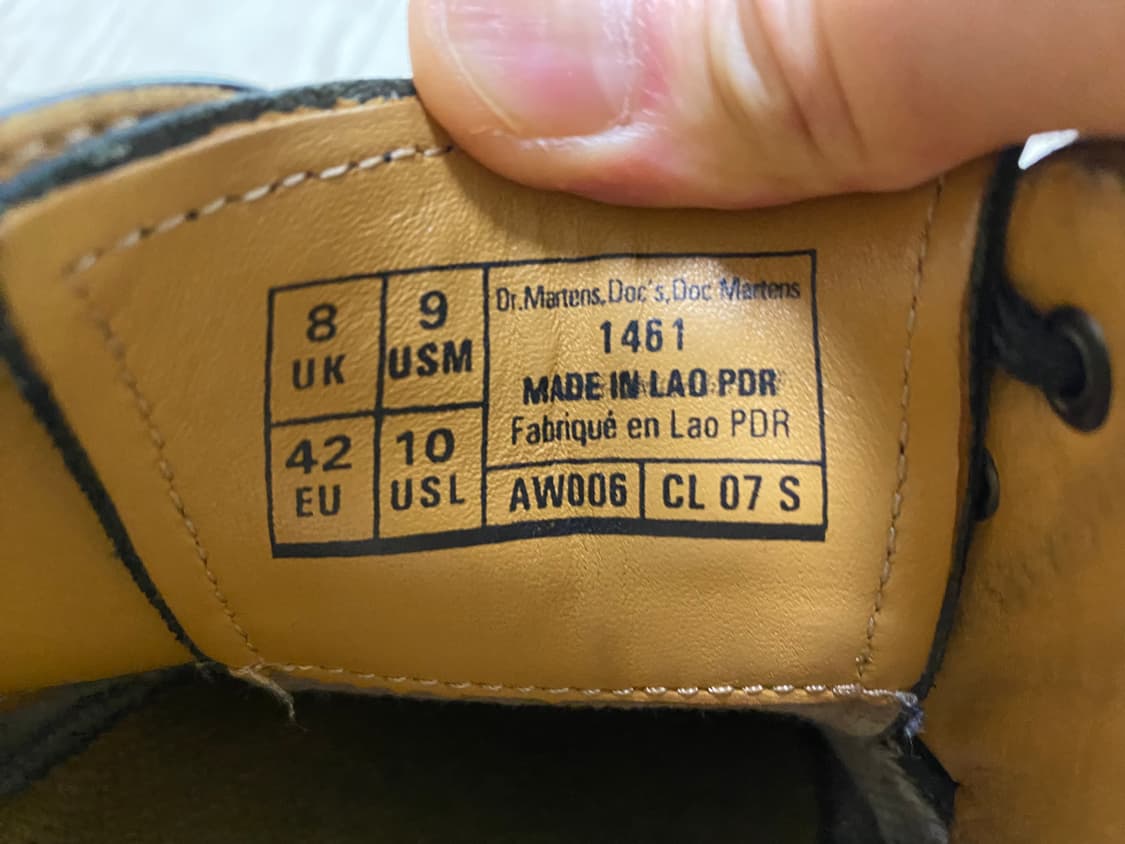 8
UK
9
USM
42
EU
10
USL
Dr.Martens,Doc's,Doc Martens
1461
MADE IN LAO PDR
Fabriqué en Lao PDR
AW006
CL 07 S